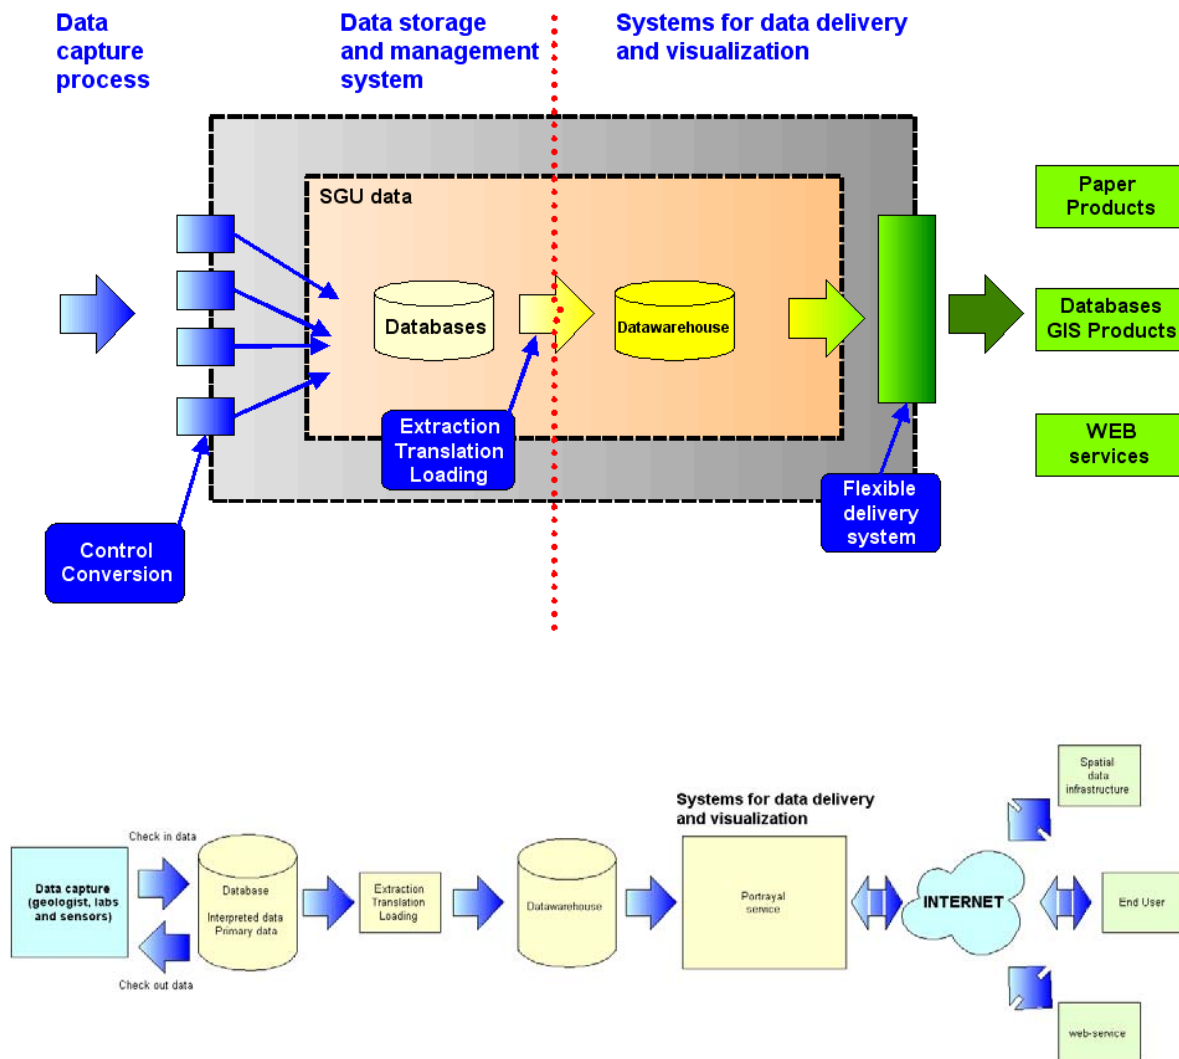 Data
capture
process
Data storage
and management
system
Systems for data delivery
and visualization
SGU data
Databases
Datawarehouse
Extraction
Translation
Loading
Control
Conversion
Flexible
delivery
system
Paper
Products
Databases
GIS Products
WEB
services
Check in data
Data capture
(geologist, labs
and sensors)
Check out data
Database
Interpreted data
Primary data
Extraction
Translation
Loading
Datawarehouse
Systems for data delivery
and visualization
Portrayal
service
INTERNET
Spatial
data
infrastructure
End User
web-service